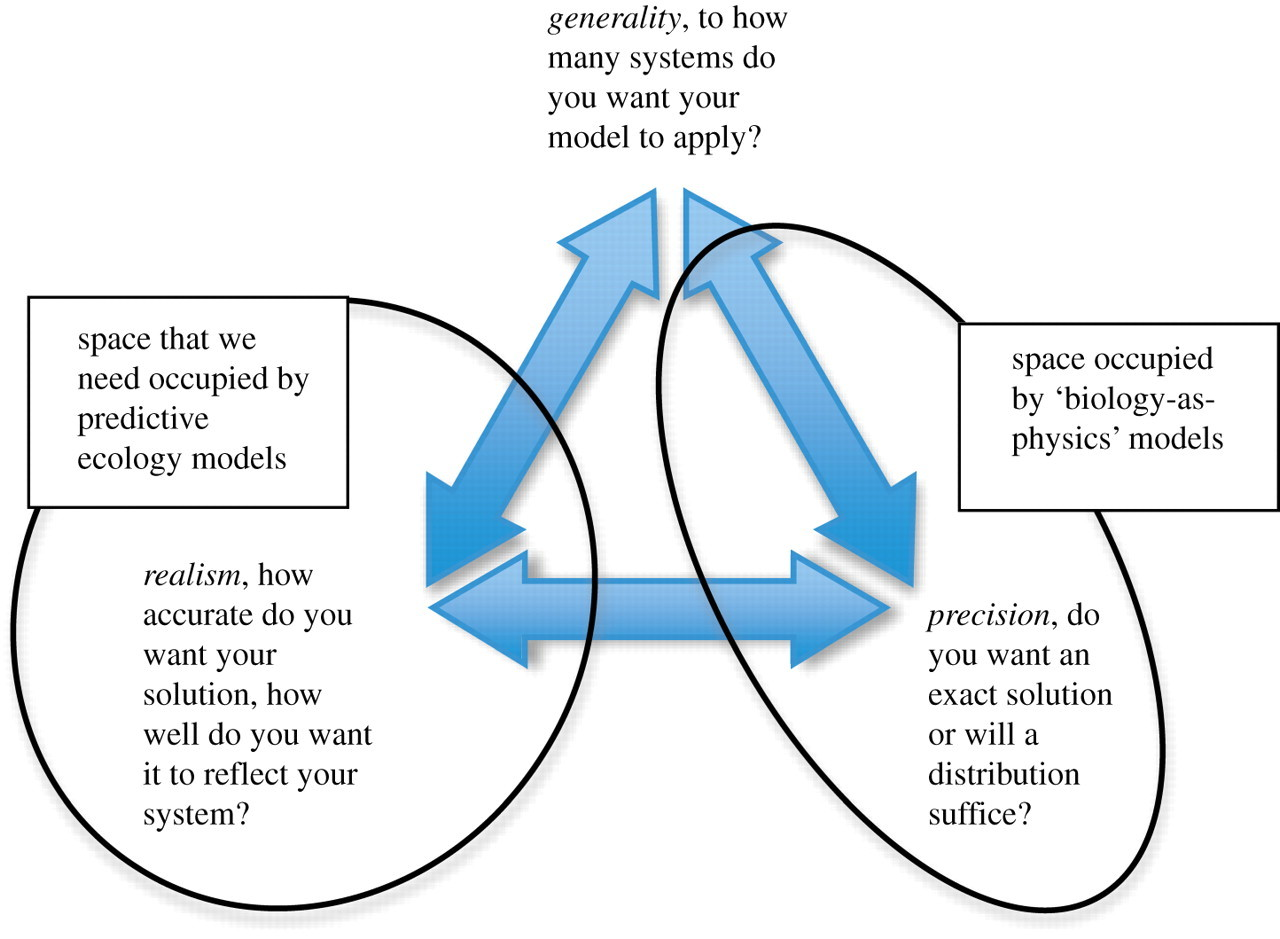 generality, to how
many systems do
you want your
model to apply?
space that we
need occupied by
predictive
ecology models
space occupied
by ‘biology-as-
physics’ models
realism, how
accurate do you
want your
solution, how
well do you want
it to reflect your
system?
precision, do
you want an
exact solution
or will a
distribution
suffice?